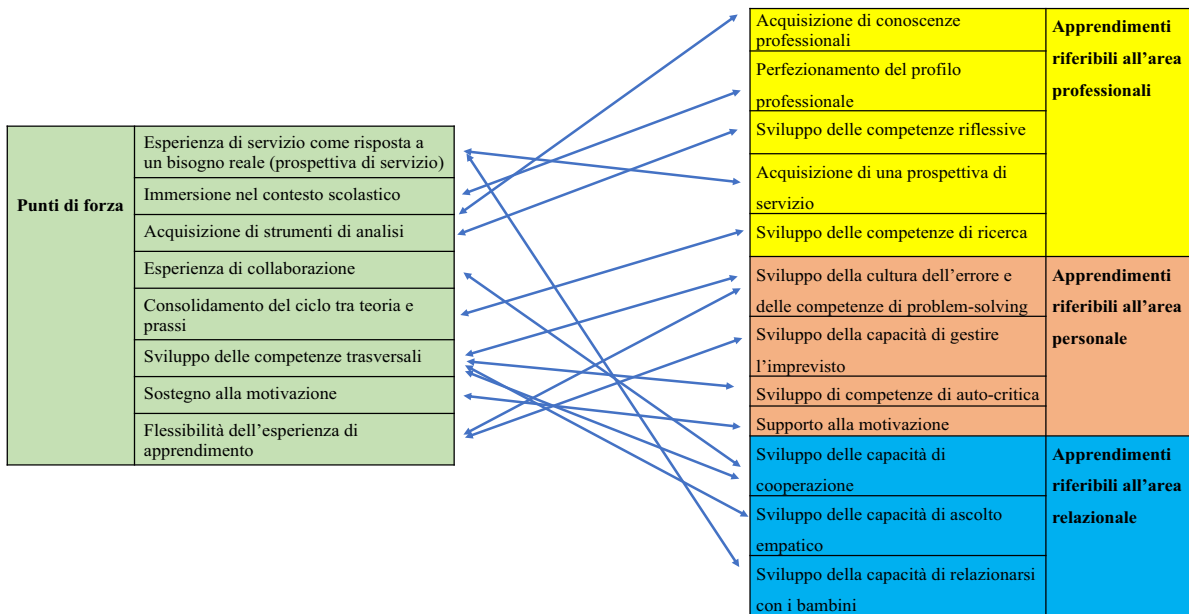 Punti di forza
Esperienza di servizio come risposta a
un bisogno reale (prospettiva di servizio)
Immersione nel contesto scolastico
Acquisizione di strumenti di analisi
Esperienza di collaborazione
Consolidamento del ciclo tra teoria e
prassi
Sviluppo delle competenze trasversali
Sostegno alla motivazione
Flessibilità dell’esperienza di
apprendimento
Acquisizione di conoscenze
professionali
Perfezionamento del profilo
professionale
Sviluppo delle competenze riflessive
Acquisizione di una prospettiva di
servizio
Sviluppo delle competenze di ricerca
Apprendimenti
riferibili all’area
professionali
Sviluppo della cultura dell’errore e
delle competenze di problem-solving
Sviluppo della capacità di gestire
l’imprevisto
Sviluppo di competenze di auto-critica
Supporto alla motivazione
Apprendimenti
riferibili all’area
personale
Sviluppo delle capacità di
cooperazione
Sviluppo delle capacità di ascolto
empatico
Sviluppo della capacità di relazionarsi
con i bambini
Apprendimenti
riferibili all’area
relazionale